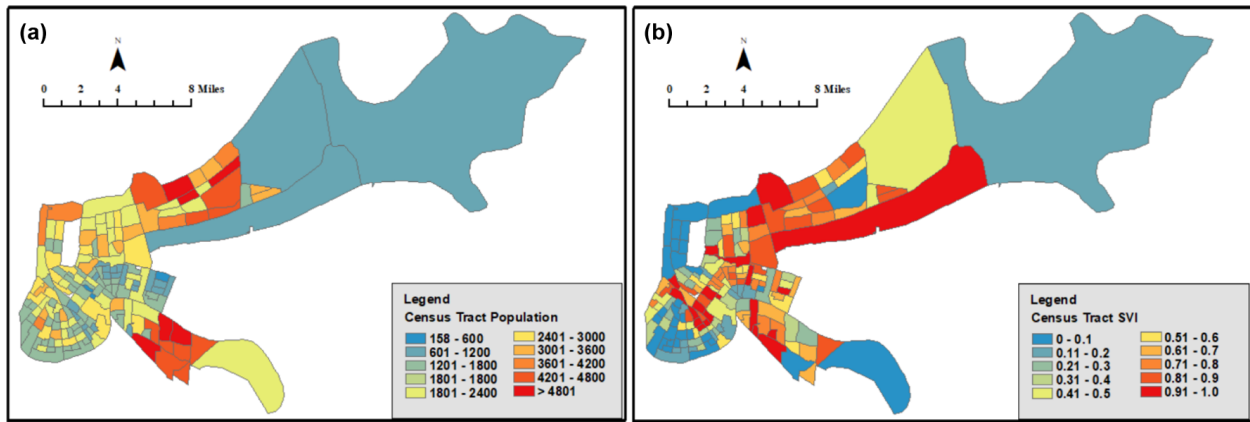 (a)
N
0 2 4 8 Miles
Legend
Census Tract Population
158 - 600
601 - 1200
1201 - 1800
1801 - 1800
1801 - 2400
2401 - 3000
3001 - 3600
3601 - 4200
4201 - 4800
> 4801
(b)
N
0 2 4 8 Miles
Legend
Census Tract SVI
0 - 0.1
0.11 - 0.2
0.21 - 0.3
0.31 - 0.4
0.41 - 0.5
0.51 - 0.6
0.61 - 0.7
0.71 - 0.8
0.81 - 0.9
0.91 - 1.0